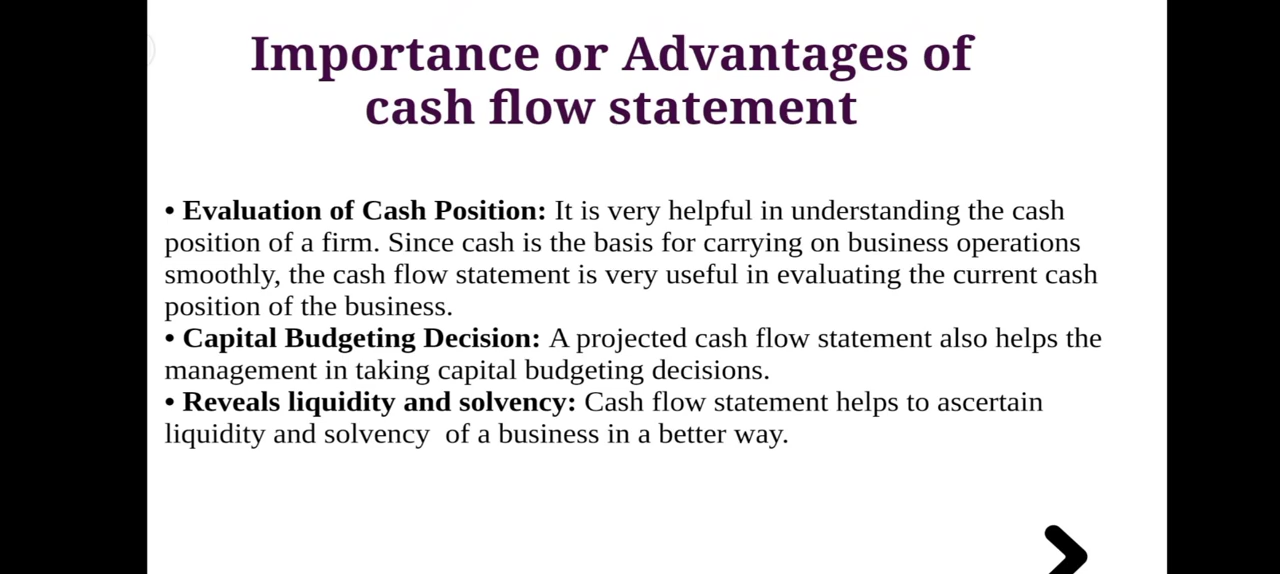 Importance or Advantages of
cash flow statement
• Evaluation of Cash Position: It is very helpful in understanding the cash
position of a firm. Since cash is the basis for carrying on business operations
smoothly, the cash flow statement is very useful in evaluating the current cash
position of the business.
• Capital Budgeting Decision: A projected cash flow statement also helps the
management in taking capital budgeting decisions.
• Reveals liquidity and solvency: Cash flow statement helps to ascertain
liquidity and solvency  of a business in a better way.